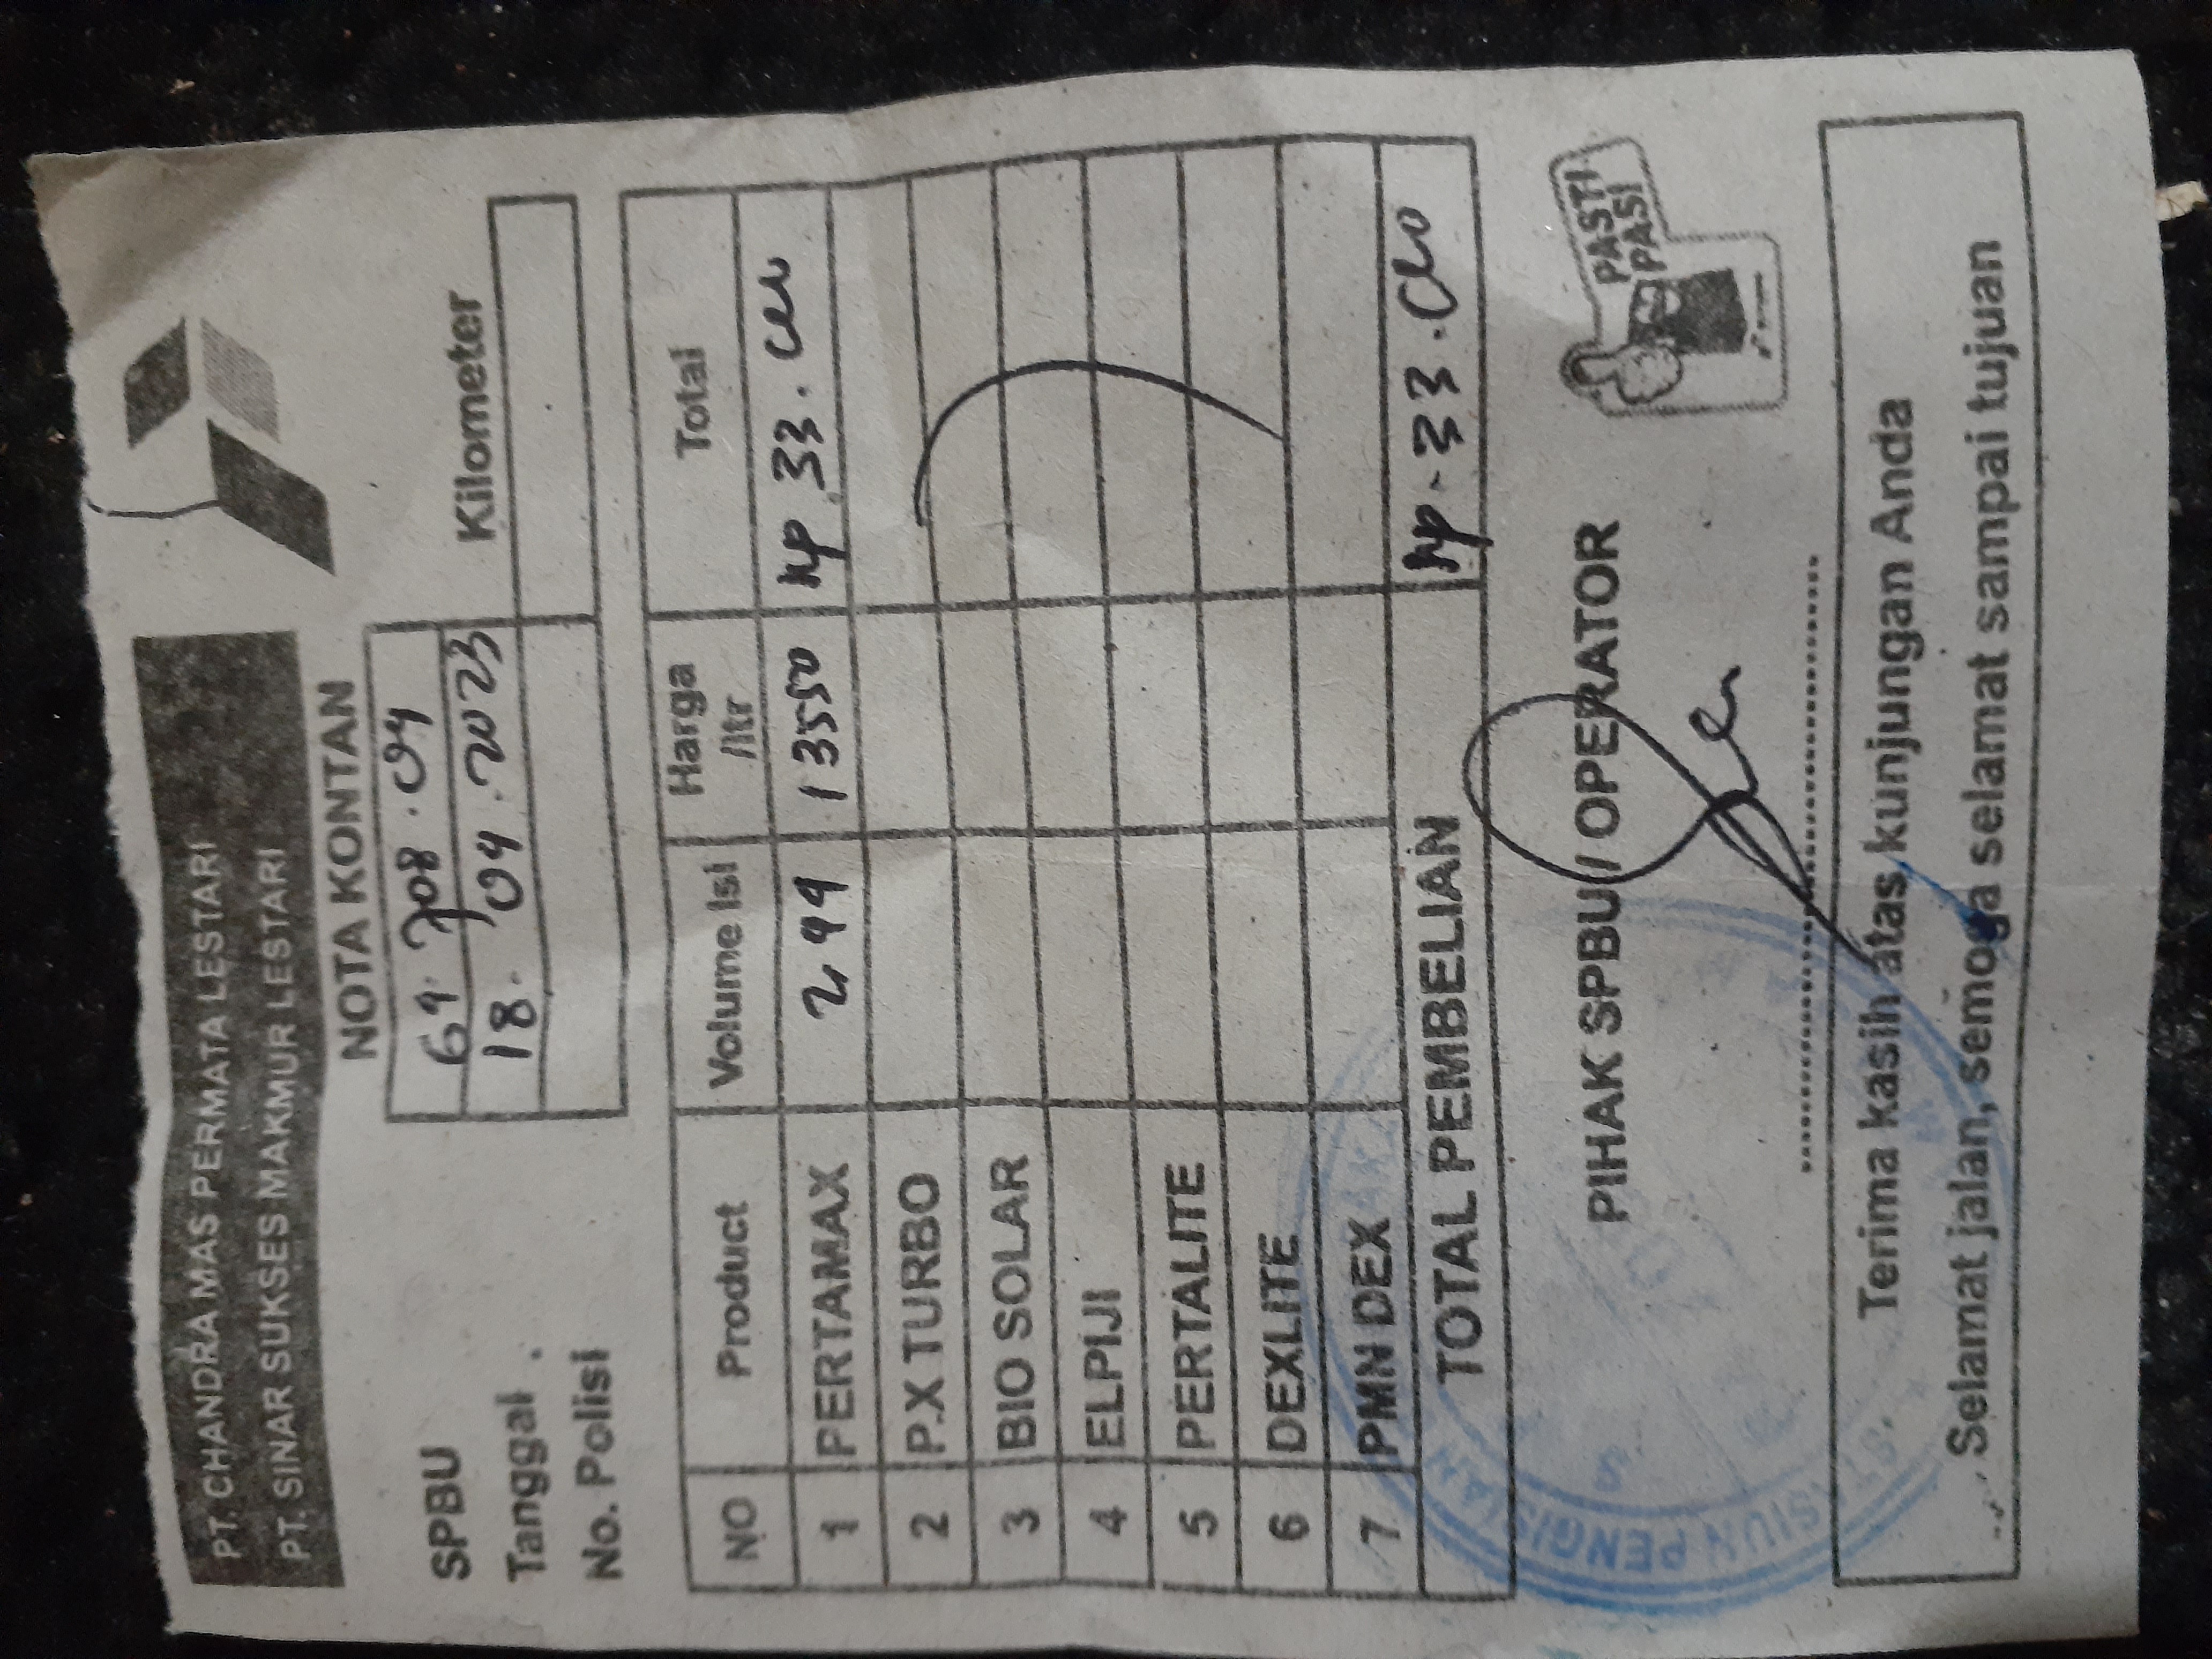 PT. CHANDRA MAS PERMATA LESTARI
PT. SINAR SUKSES MAKMUR LESTARI
NOTA KONTAN
SPBU 64. 708. 04
Tanggal . 18. 04. 2023 Kilometer
No. Polisi
NO Product Volume Isi Harga /ltr Total
1 PERTAMAX 2,44 13550 Rp 33.000
2 P.X TURBO
3 BIO SOLAR
4 ELPIJI
5 PERTALITE
6 DEXLITE
7 PMN DEX
TOTAL PEMBELIAN Rp - 33.000
PIHAK SPBU / OPERATOR
PASTI PAS!
Terima kasih atas kunjungan Anda
Selamat jalan, semoga selamat sampai tujuan